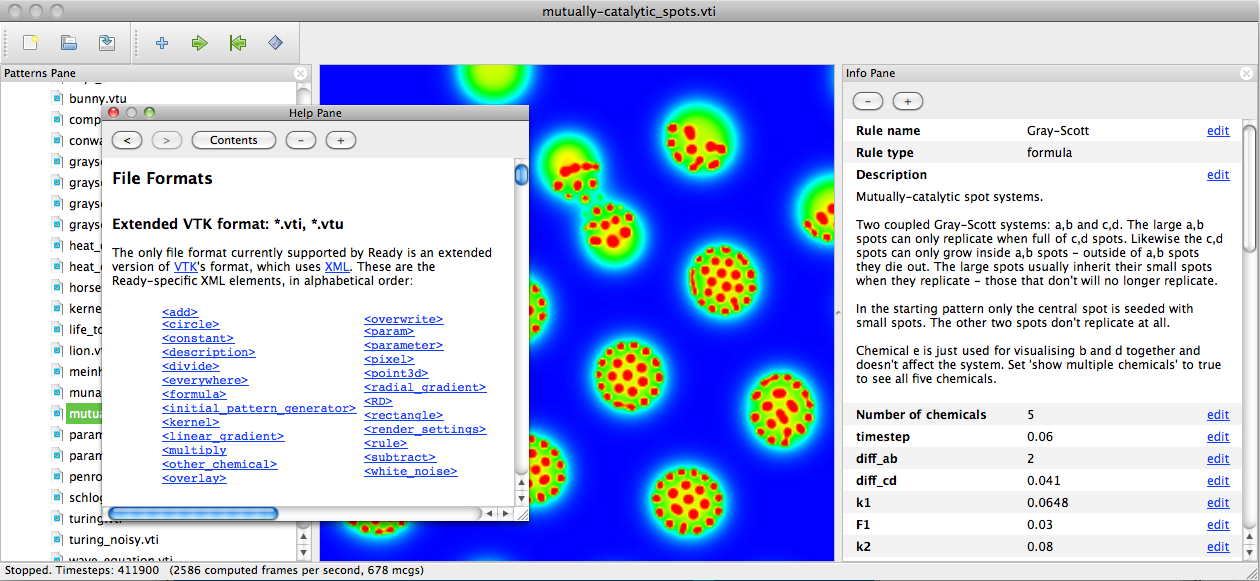 mutually-catalytic_spots.vti
Patterns Pane
bunny.vtu
comp
conwa
grays
grays
grays
grays
heat_
heat_
horse
kerne
life_to
lion.v
meinh
muna
mutua
param
param
penro
schlog
turing.vti
turing_noisy.vti
wave_equation.vti
Help Pane
<
>
Contents
-
+
File Formats
Extended VTK format: *.vti, *.vtu
The only file format currently supported by Ready is an extended
version of VTK's format, which uses XML. These are the
Ready-specific XML elements, in alphabetical order:
<add>
<circle>
<constant>
<description>
<divide>
<everywhere>
<formula>
<initial_pattern_generator>
<kernel>
<linear_gradient>
<multiply
<other_chemical>
<overlay>
<overwrite>
<param>
<parameter>
<pixel>
<point3d>
<radial_gradient>
<RD>
<rectangle>
<render_settings>
<rule>
<subtract>
<white_noise>
Info Pane
-
+
Rule name Gray-Scott edit
Rule type formula
Description edit
Mutually-catalytic spot systems.
Two coupled Gray-Scott systems: a,b and c,d. The large a,b
spots can only replicate when full of c,d spots. Likewise the c,d
spots can only grow inside a,b spots - outside of a,b spots
they die out. The large spots usually inherit their small spots
when they replicate - those that don't will no longer replicate.
In the starting pattern only the central spot is seeded with
small spots. The other two spots don't replicate at all.
Chemical e is just used for visualising b and d together and
doesn't affect the system. Set 'show multiple chemicals' to true
to see all five chemicals.
Number of chemicals 5 edit
timestep 0.06 edit
diff_ab 2 edit
diff_cd 0.041 edit
k1 0.0648 edit
F1 0.03 edit
k2 0.08 edit
Stopped. Timesteps: 411900 (2586 computed frames per second, 678 mcgs)